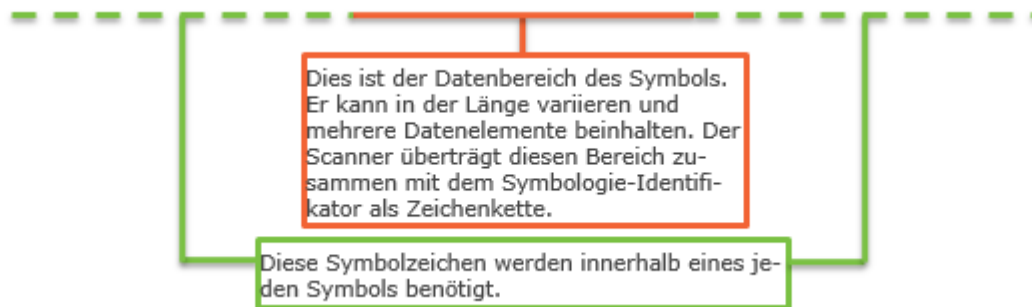 Dies ist der Datenbereich des Symbols.
Er kann in der Länge variieren und
mehrere Datenelemente beinhalten. Der
Scanner überträgt diesen Bereich zu-
sammen mit dem Symbologie-Identifi-
kator als Zeichenkette.
Diese Symbolzeichen werden innerhalb eines je-
den Symbols benötigt.